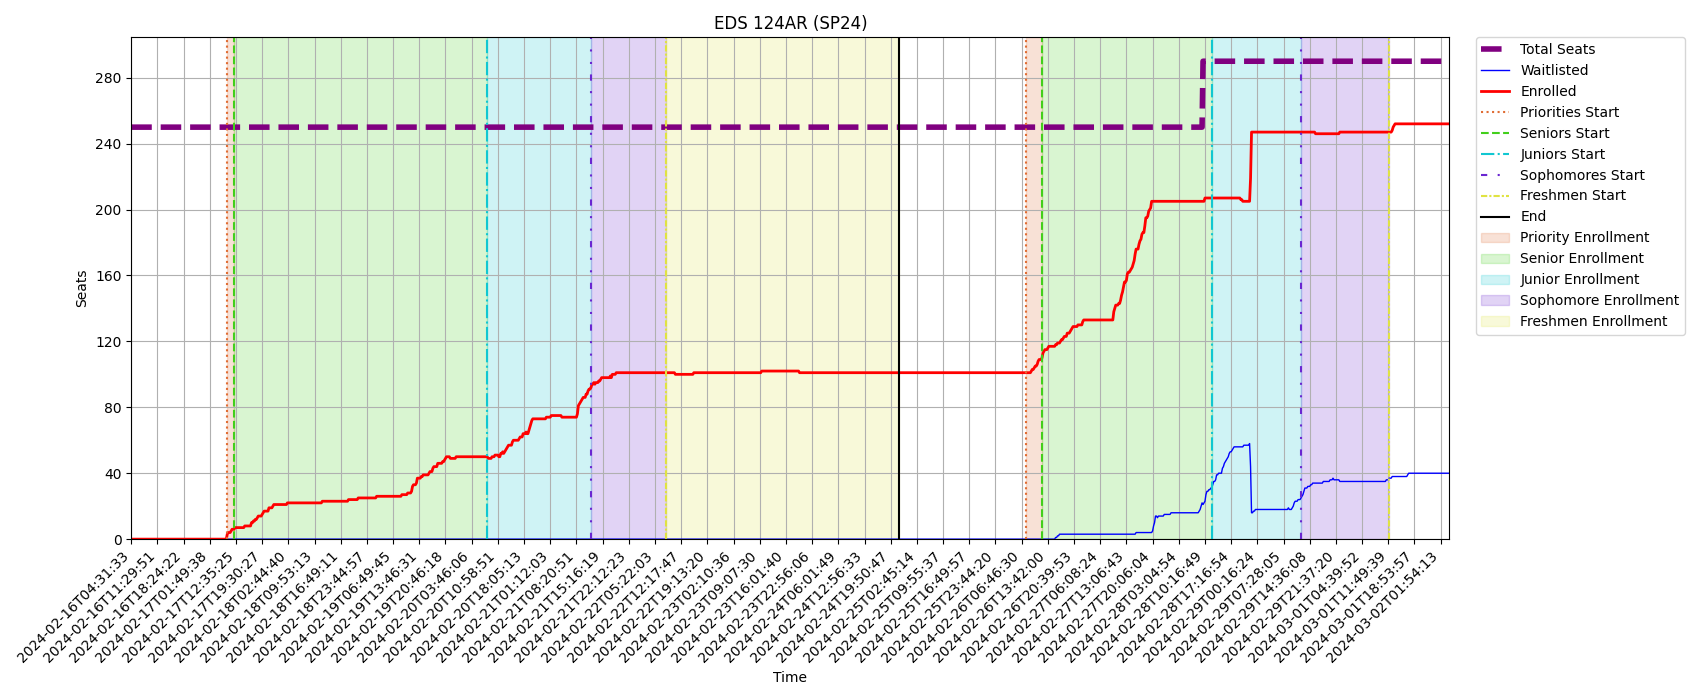 EDS 124AR (SP24)
Seats
280
240
200
160
120
80
40
0
2024-02-16T04:31:33
2024-02-16T11:29:51
2024-02-16T18:24:22
2024-02-17T01:49:38
2024-02-17T12:35:25
2024-02-17T19:30:27
2024-02-18T02:44:40
2024-02-18T09:53:13
2024-02-18T16:49:11
2024-02-18T23:44:57
2024-02-19T06:49:45
2024-02-19T13:46:31
2024-02-19T20:46:18
2024-02-20T03:46:06
2024-02-20T10:58:51
2024-02-20T18:05:13
2024-02-21T01:12:03
2024-02-21T08:20:51
2024-02-21T15:16:19
2024-02-21T22:12:23
2024-02-22T05:22:03
2024-02-22T12:17:47
2024-02-22T19:13:20
2024-02-23T02:10:36
2024-02-23T09:07:30
2024-02-23T16:01:40
2024-02-23T22:56:06
2024-02-24T06:01:49
2024-02-24T12:56:33
2024-02-24T19:50:47
2024-02-25T02:45:14
2024-02-25T09:55:37
2024-02-25T16:49:57
2024-02-25T23:44:20
2024-02-26T06:46:30
2024-02-26T13:42:00
2024-02-26T20:39:53
2024-02-27T06:08:24
2024-02-27T13:06:43
2024-02-27T20:06:04
2024-02-28T03:04:54
2024-02-28T10:16:49
2024-02-28T17:16:54
2024-02-29T00:16:24
2024-02-29T07:28:05
2024-02-29T14:36:08
2024-02-29T21:37:20
2024-03-01T04:39:52
2024-03-01T11:49:39
2024-03-01T18:53:57
2024-03-02T01:54:13
Time
Total Seats
Waitlisted
Enrolled
Priorities Start
Seniors Start
Juniors Start
Sophomores Start
Freshmen Start
End
Priority Enrollment
Senior Enrollment
Junior Enrollment
Sophomore Enrollment
Freshmen Enrollment